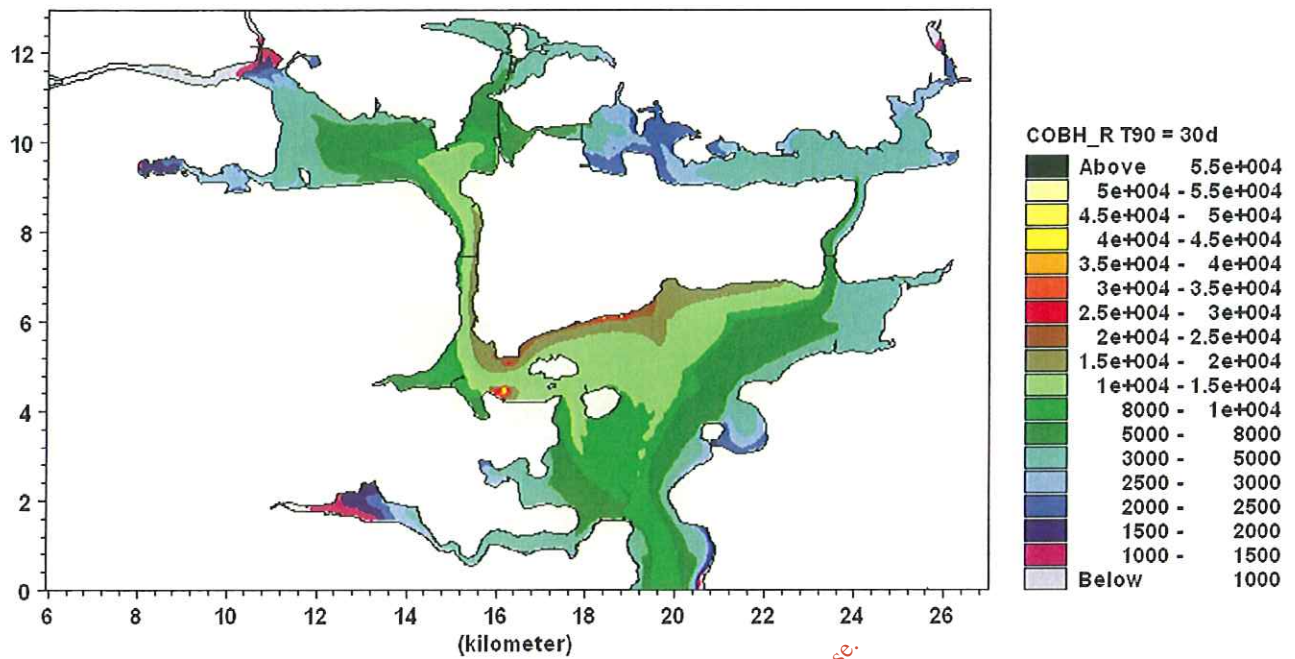 12
10
8
6
4
2
0
6 8 10 12 14 16 18 20 22 24 26
(kilometer)
COBH_R T90 = 30d
Above 5.5e+004
5e+004 - 5.5e+004
4.5e+004 - 5e+004
4e+004 - 4.5e+004
3.5e+004 - 4e+004
3e+004 - 3.5e+004
2.5e+004 - 3e+004
2e+004 - 2.5e+004
1.5e+004 - 2e+004
1e+004 - 1.5e+004
8000 - 1e+004
5000 - 8000
3000 - 5000
2500 - 3000
2000 - 2500
1500 - 2000
1000 - 1500
Below 1000